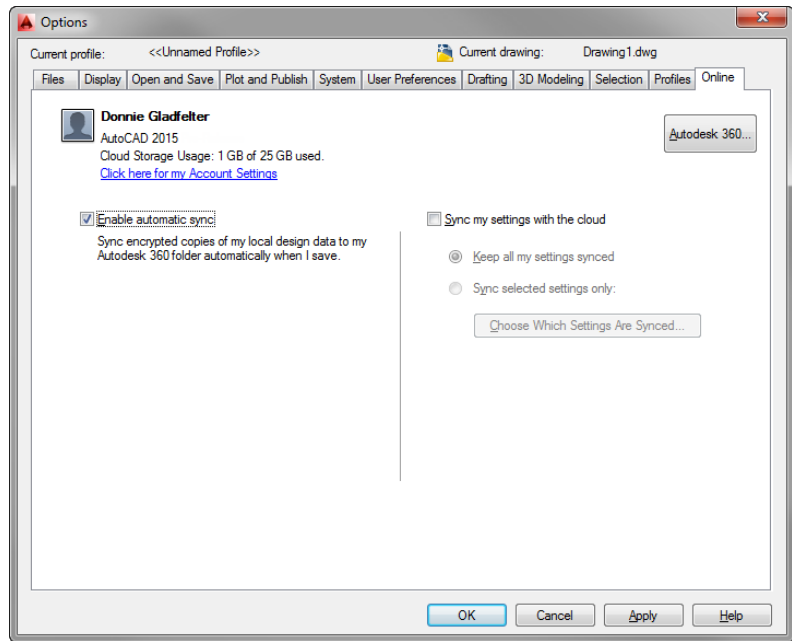 Options
Current profile: <<Unnamed Profile>> Current drawing: Drawing1.dwg
Files Display Open and Save Plot and Publish System User Preferences Drafting 3D Modeling Selection Profiles Online
Donnie Gladfelter
AutoCAD 2015
Cloud Storage Usage: 1 GB of 25 GB used.
Click here for my Account Settings
Autodesk 360...
Enable automatic sync
Sync encrypted copies of my local design data to my
Autodesk 360 folder automatically when I save.
Sync my settings with the cloud
Keep all my settings synced
Sync selected settings only:
Choose Which Settings Are Synced...
OK Cancel Apply Help